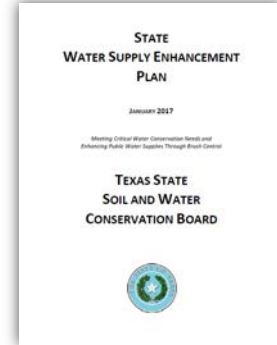 STATE
WATER SUPPLY ENHANCEMENT
PLAN
JANUARY 2017
Meeting Critical Water Conservation Needs and
Enhancing Public Water Supplies Through Brush Control
TEXAS STATE
SOIL AND WATER
CONSERVATION BOARD